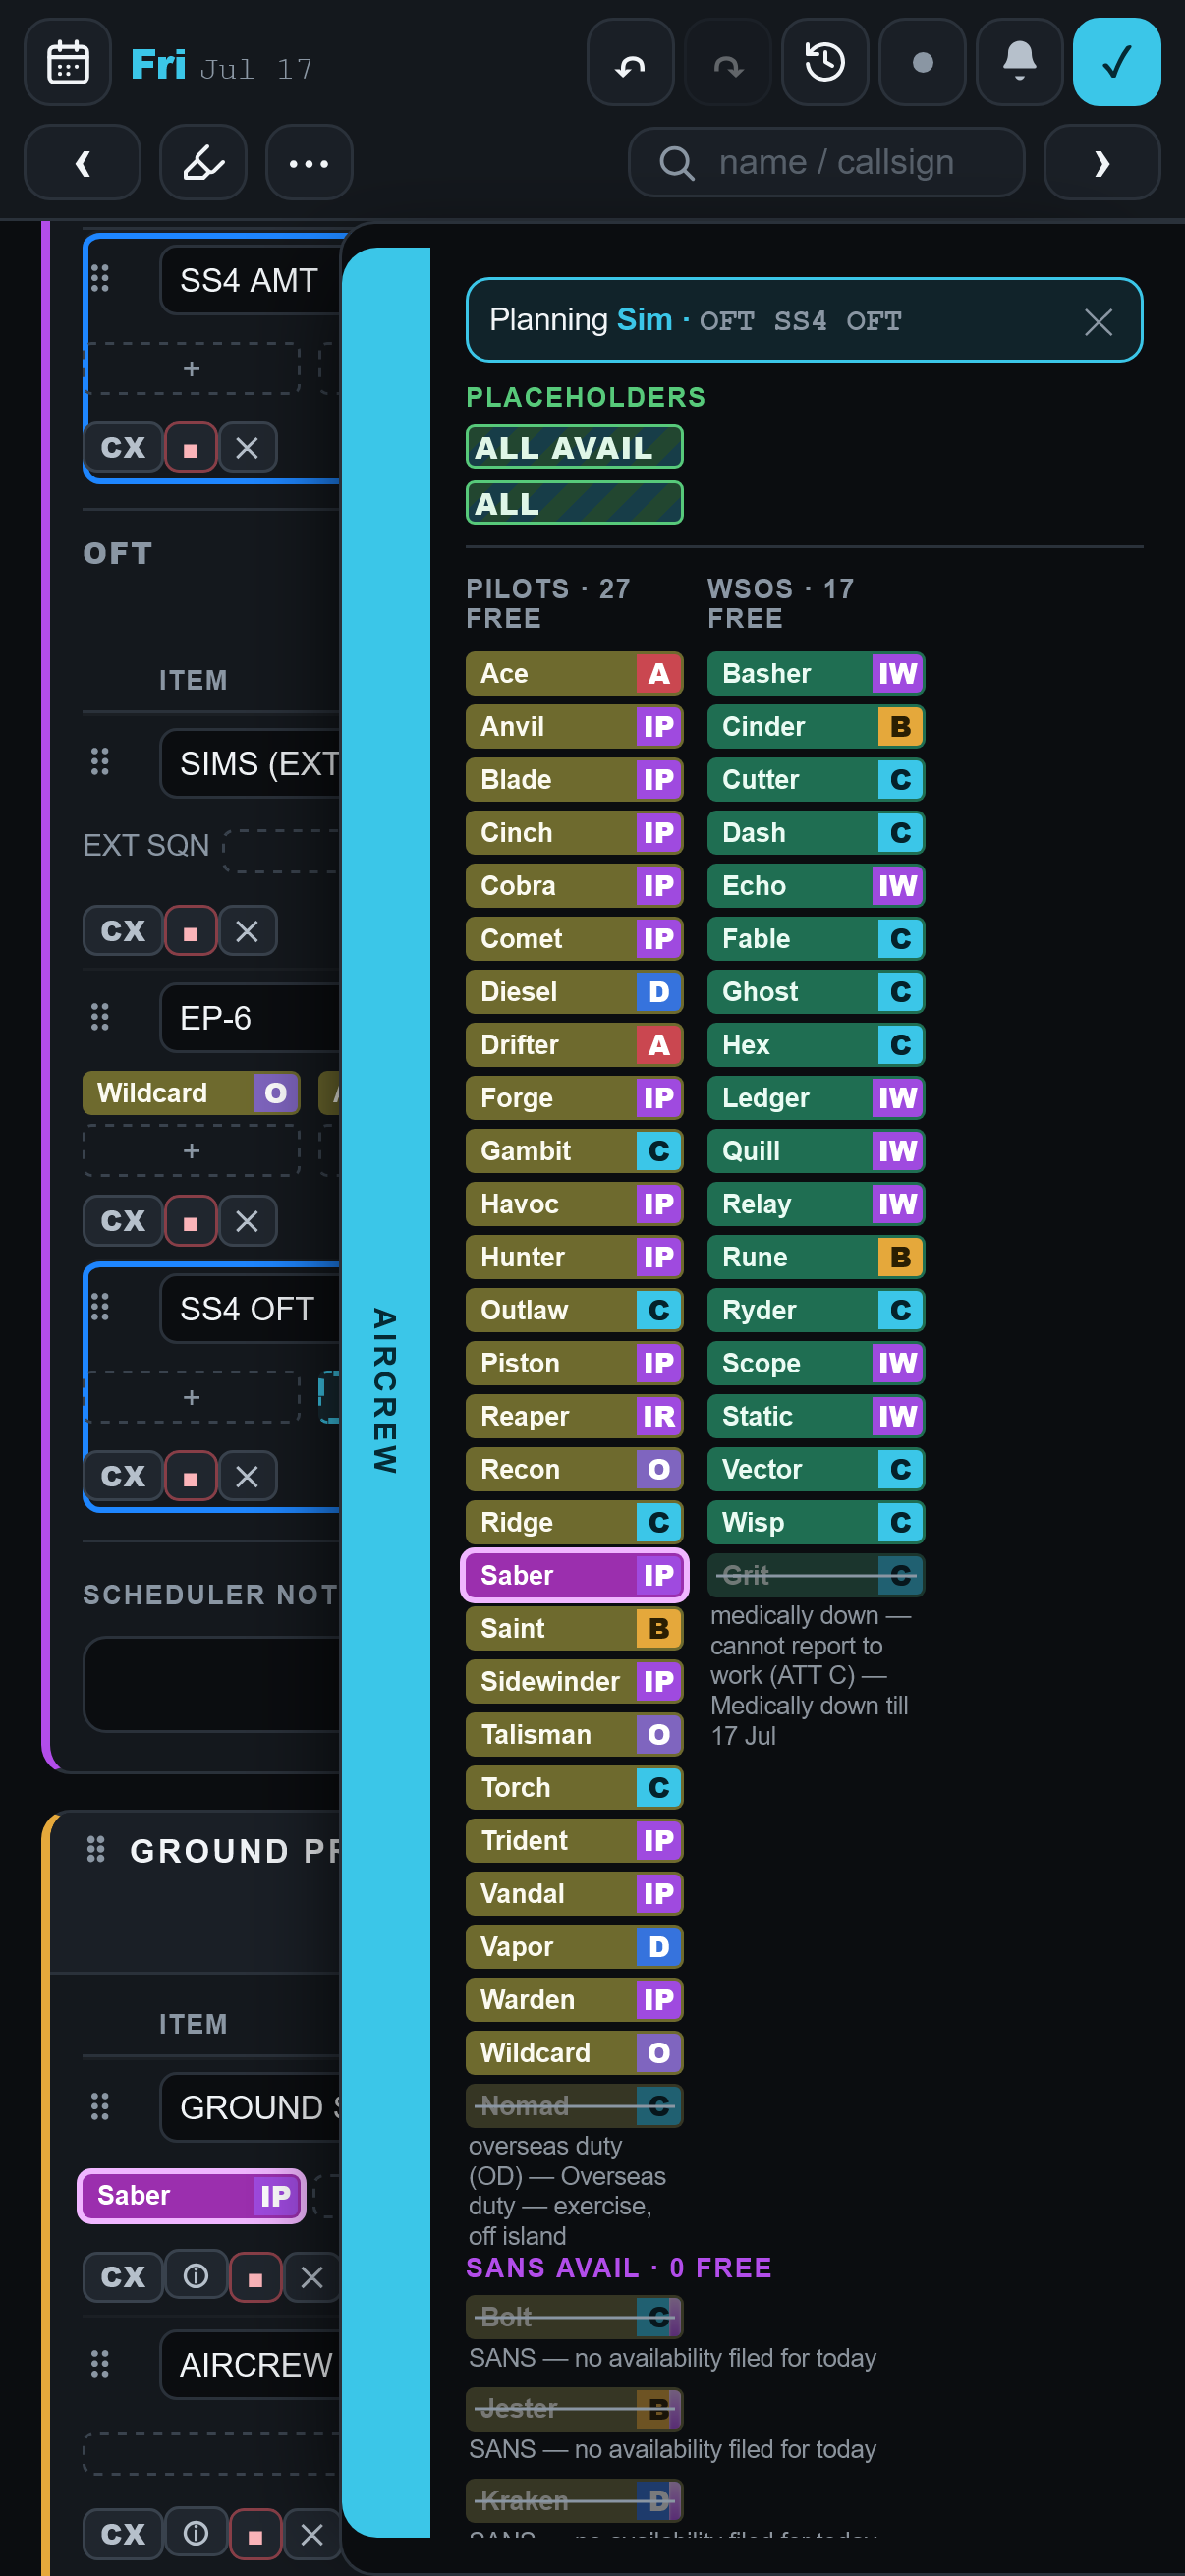 Fri Jul 17
name / callsign
SS4 AMT
+
CX
OFT
ITEM
SIMS (EXT
EXT SQN
CX
EP-6
Wildcard O
+
CX
SS4 OFT
+
CX
SCHEDULER NOT
GROUND PR
ITEM
GROUND
Saber IP
CX
AIRCREW
CX
AIRCREW
Planning Sim · OFT SS4 OFT
PLACEHOLDERS
ALL AVAIL
ALL
PILOTS · 27
FREE
Ace A
Anvil IP
Blade IP
Cinch IP
Cobra IP
Comet IP
Diesel D
Drifter A
Forge IP
Gambit C
Havoc IP
Hunter IP
Outlaw C
Piston IP
Reaper IR
Recon O
Ridge C
Saber IP
Saint B
Sidewinder IP
Talisman O
Torch C
Trident IP
Vandal IP
Vapor D
Warden IP
Wildcard O
Nomad C
overseas duty
(OD) — Overseas
duty — exercise,
off island
WSOS · 17
FREE
Basher IW
Cinder B
Cutter C
Dash C
Echo IW
Fable C
Ghost C
Hex C
Ledger IW
Quill IW
Relay IW
Rune B
Ryder C
Scope IW
Static IW
Vector C
Wisp C
Grit C
medically down —
cannot report to
work (ATT C) —
Medically down till
17 Jul
SANS AVAIL · 0 FREE
Bolt C
SANS — no availability filed for today
Jester B
SANS — no availability filed for today
Kraken D
SANS — no availability filed for today